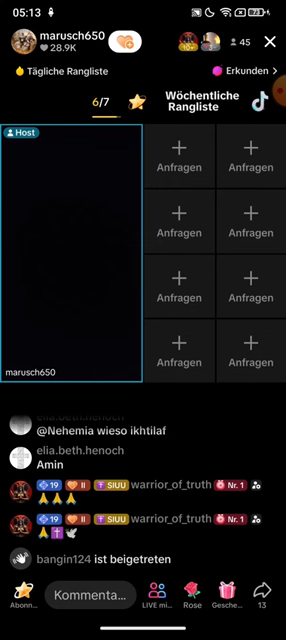 05:13
73
marusch650
28.9K
10+
3
45
Tägliche Rangliste
Erkunden >
6/7
Wöchentliche
Rangliste
Host
Anfragen
Anfragen
Anfragen
Anfragen
Anfragen
Anfragen
Anfragen
Anfragen
marusch650
elia.beth.henoch
@Nehemia wieso ikhtilaf
elia.beth.henoch
Amin
19 II SIUU warrior_of_truth Nr. 1
🙏🙏🙏
19 II SIUU warrior_of_truth Nr. 1
🙏✝️🕊
bangin124 ist beigetreten
Kommenta...
Abonn...
LIVE mi...
Rose
Gesche...
13